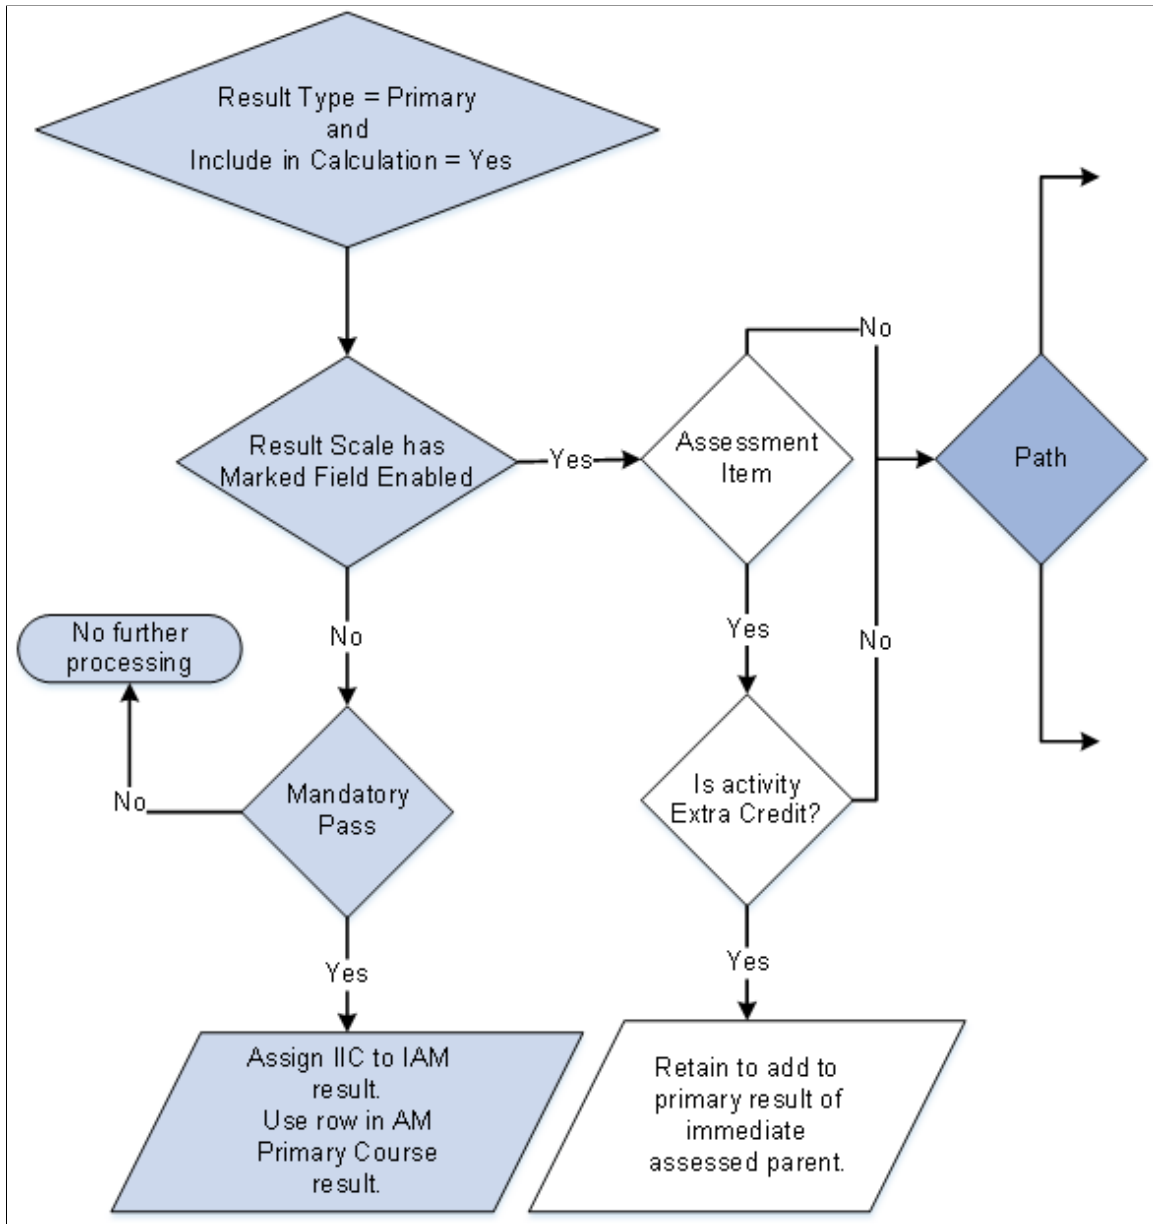 Result Type = Primary
and
Include in Calculation = Yes
No
Assessment
Item
Path
Result Scale has
Marked Field Enabled
Yes
No
Yes
No
No further
processing
Mandatory
Pass
No
Is activity
Extra Credit?
Yes
Yes
Assign IIC to IAM
result.
Use row in AM
Primary Course
result.
Retain to add to
primary result of
immediate
assessed parent.